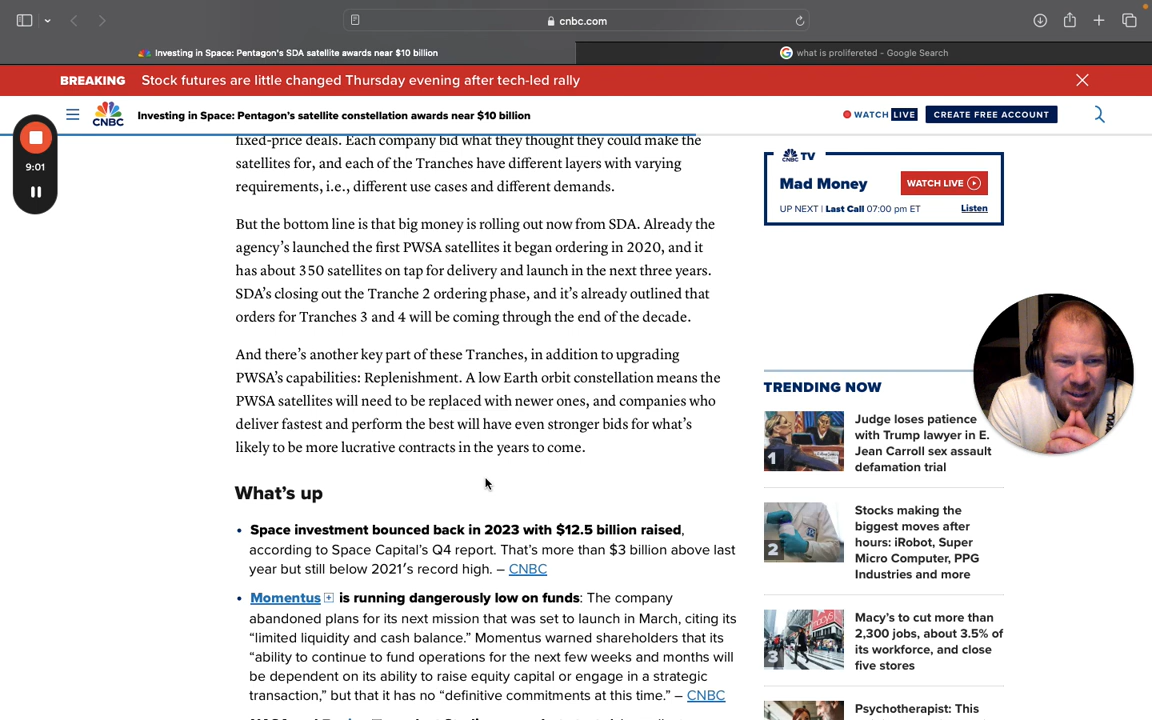 cnbc.com
Investing in Space: Pentagon's SDA satellite awards near $10 billion
what is prolifereted - Google Search
BREAKING Stock futures are little changed Thursday evening after tech-led rally
CNBC
Investing in Space: Pentagon's satellite constellation awards near $10 billion
WATCH LIVE
CREATE FREE ACCOUNT
9:01
fixed-price deals. Each company bid what they thought they could make the
satellites for, and each of the Tranches have different layers with varying
requirements, i.e., different use cases and different demands.
But the bottom line is that big money is rolling out now from SDA. Already the
agency's launched the first PWSA satellites it began ordering in 2020, and it
has about 350 satellites on tap for delivery and launch in the next three years.
SDA's closing out the Tranche 2 ordering phase, and it's already outlined that
orders for Tranches 3 and 4 will be coming through the end of the decade.
And there's another key part of these Tranches, in addition to upgrading
PWSA's capabilities: Replenishment. A low Earth orbit constellation means the
PWSA satellites will need to be replaced with newer ones, and companies who
deliver fastest and perform the best will have even stronger bids for what's
likely to be more lucrative contracts in the years to come.
What's up
• Space investment bounced back in 2023 with $12.5 billion raised,
according to Space Capital's Q4 report. That's more than $3 billion above last
year but still below 2021's record high. – CNBC
• Momentus + is running dangerously low on funds: The company
abandoned plans for its next mission that was set to launch in March, citing its
"limited liquidity and cash balance." Momentus warned shareholders that its
"ability to continue to fund operations for the next few weeks and months will
be dependent on its ability to raise equity capital or engage in a strategic
transaction," but that it has no "definitive commitments at this time." – CNBC
CNBC TV
Mad Money
WATCH LIVE
UP NEXT | Last Call 07:00 pm ET
Listen
TRENDING NOW
1
Judge loses patience
with Trump lawyer in E.
Jean Carroll sex assault
defamation trial
2
Stocks making the
biggest moves after
hours: iRobot, Super
Micro Computer, PPG
Industries and more
3
Macy's to cut more than
2,300 jobs, about 3.5% of
its workforce, and close
five stores
Psychotherapist: This